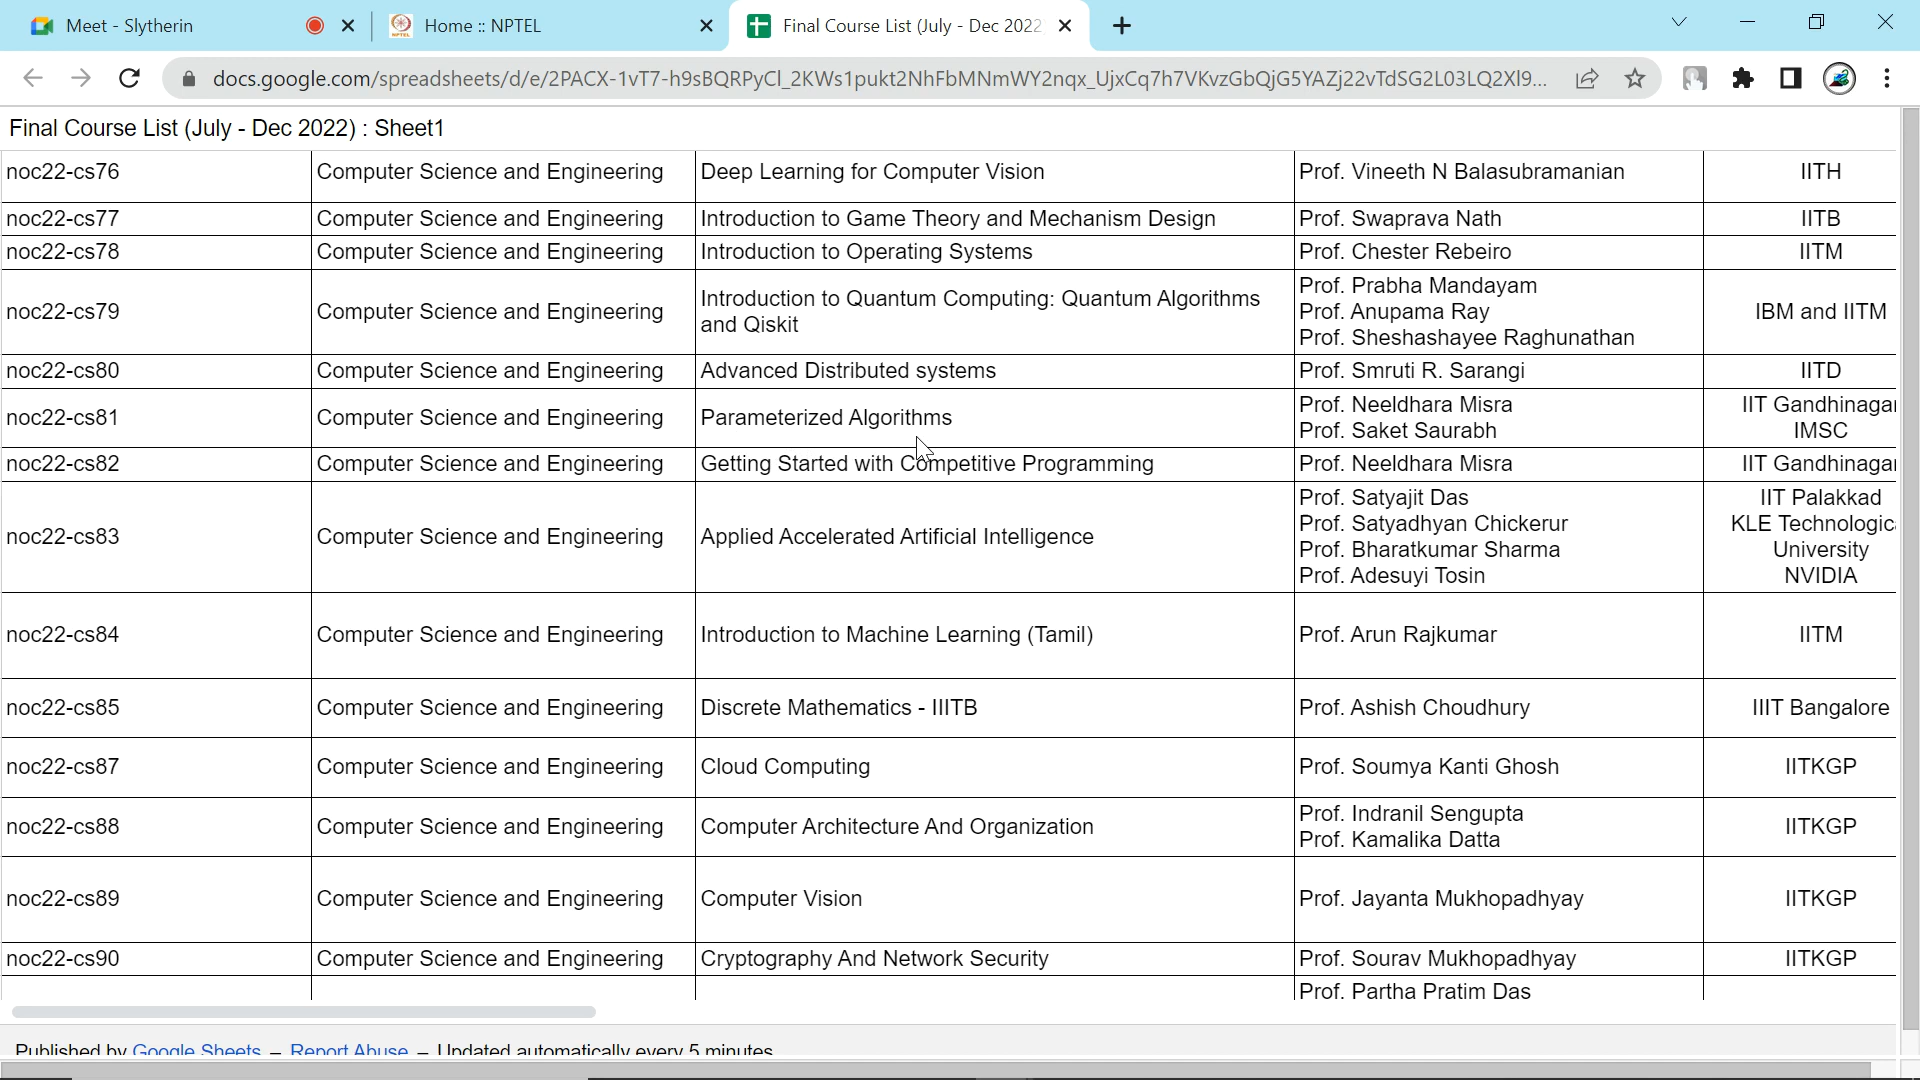 Meet - Slytherin
Home :: NPTEL
Final Course List (July - Dec 2022
docs.google.com/spreadsheets/d/e/2PACX-1vT7-h9sBQRPyCl_2KWs1pukt2NhFbMNmWY2nqx_UjxCq7h7VKvzGbQjG5YAZj22vTdSG2L03LQ2XI9...
Final Course List (July - Dec 2022) : Sheet1
noc22-cs76 Computer Science and Engineering Deep Learning for Computer Vision Prof. Vineeth N Balasubramanian IITH
noc22-cs77 Computer Science and Engineering Introduction to Game Theory and Mechanism Design Prof. Swaprava Nath IITB
noc22-cs78 Computer Science and Engineering Introduction to Operating Systems Prof. Chester Rebeiro IITM
noc22-cs79 Computer Science and Engineering Introduction to Quantum Computing: Quantum Algorithms
and Qiskit
Prof. Prabha Mandayam
Prof. Anupama Ray
Prof. Sheshashayee Raghunathan
IBM and IITM
noc22-cs80 Computer Science and Engineering Advanced Distributed systems Prof. Smruti R. Sarangi IITD
noc22-cs81 Computer Science and Engineering Parameterized Algorithms
Prof. Neeldhara Misra
Prof. Saket Saurabh
IIT Gandhinagar
IMSC
noc22-cs82 Computer Science and Engineering Getting Started with Competitive Programming Prof. Neeldhara Misra IIT Gandhinagar
noc22-cs83 Computer Science and Engineering Applied Accelerated Artificial Intelligence
Prof. Satyajit Das
Prof. Satyadhyan Chickerur
Prof. Bharatkumar Sharma
Prof. Adesuyi Tosin
IIT Palakkad
KLE Technologic
University
NVIDIA
noc22-cs84 Computer Science and Engineering Introduction to Machine Learning (Tamil) Prof. Arun Rajkumar IITM
noc22-cs85 Computer Science and Engineering Discrete Mathematics - IIITB Prof. Ashish Choudhury IIIT Bangalore
noc22-cs87 Computer Science and Engineering Cloud Computing Prof. Soumya Kanti Ghosh IITKGP
noc22-cs88 Computer Science and Engineering Computer Architecture And Organization
Prof. Indranil Sengupta
Prof. Kamalika Datta
IITKGP
noc22-cs89 Computer Science and Engineering Computer Vision Prof. Jayanta Mukhopadhyay IITKGP
noc22-cs90 Computer Science and Engineering Cryptography And Network Security Prof. Sourav Mukhopadhyay IITKGP
Prof. Partha Pratim Das
Published by Google Sheets – Report Abuse – Updated automatically every 5 minutes